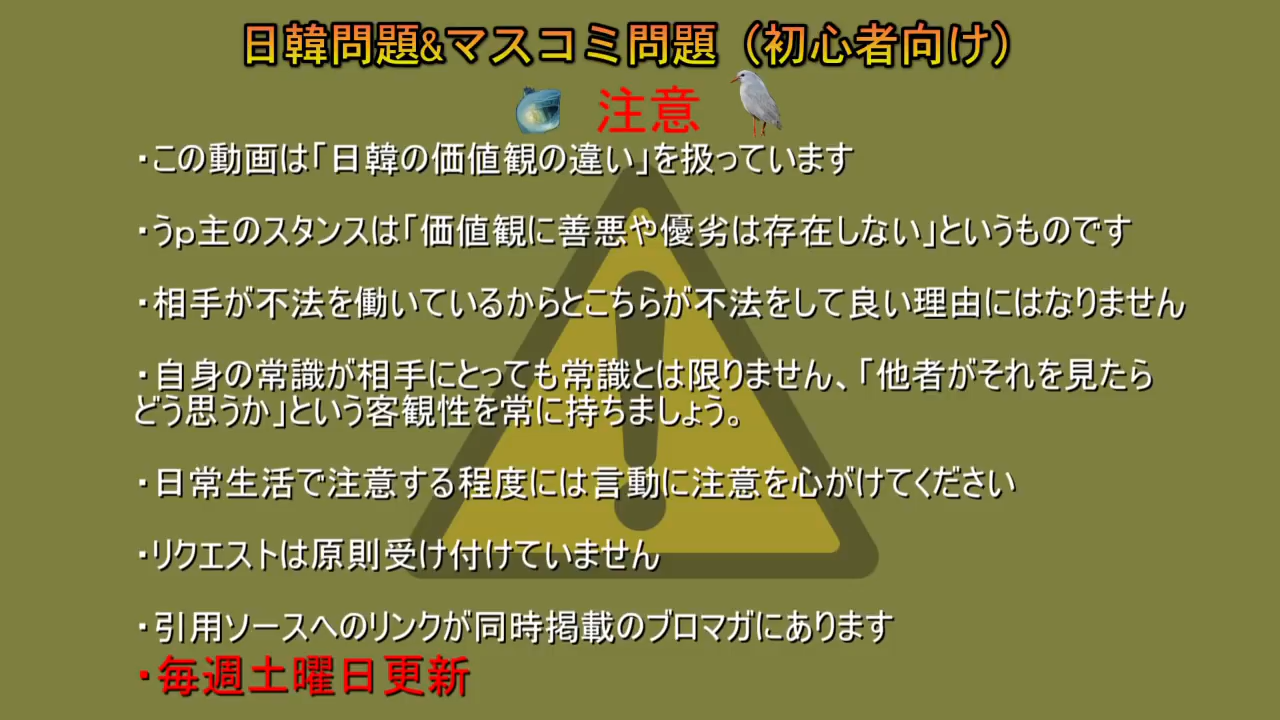 日韓問題&マスコミ問題（初心者向け）
注意
・この動画は「日韓の価値観の違い」を扱っています
・うp主のスタンスは「価値観に善悪や優劣は存在しない」というものです
・相手が不法を働いているからとこちらが不法をして良い理由にはなりません
・自身の常識が相手にとっても常識とは限りません、「他者がそれを見たら
どう思うか」という客観性を常に持ちましょう。
・日常生活で注意する程度には言動に注意を心がけてください
・リクエストは原則受け付けていません
・引用ソースへのリンクが同時掲載のブロマガにあります
・毎週土曜日更新